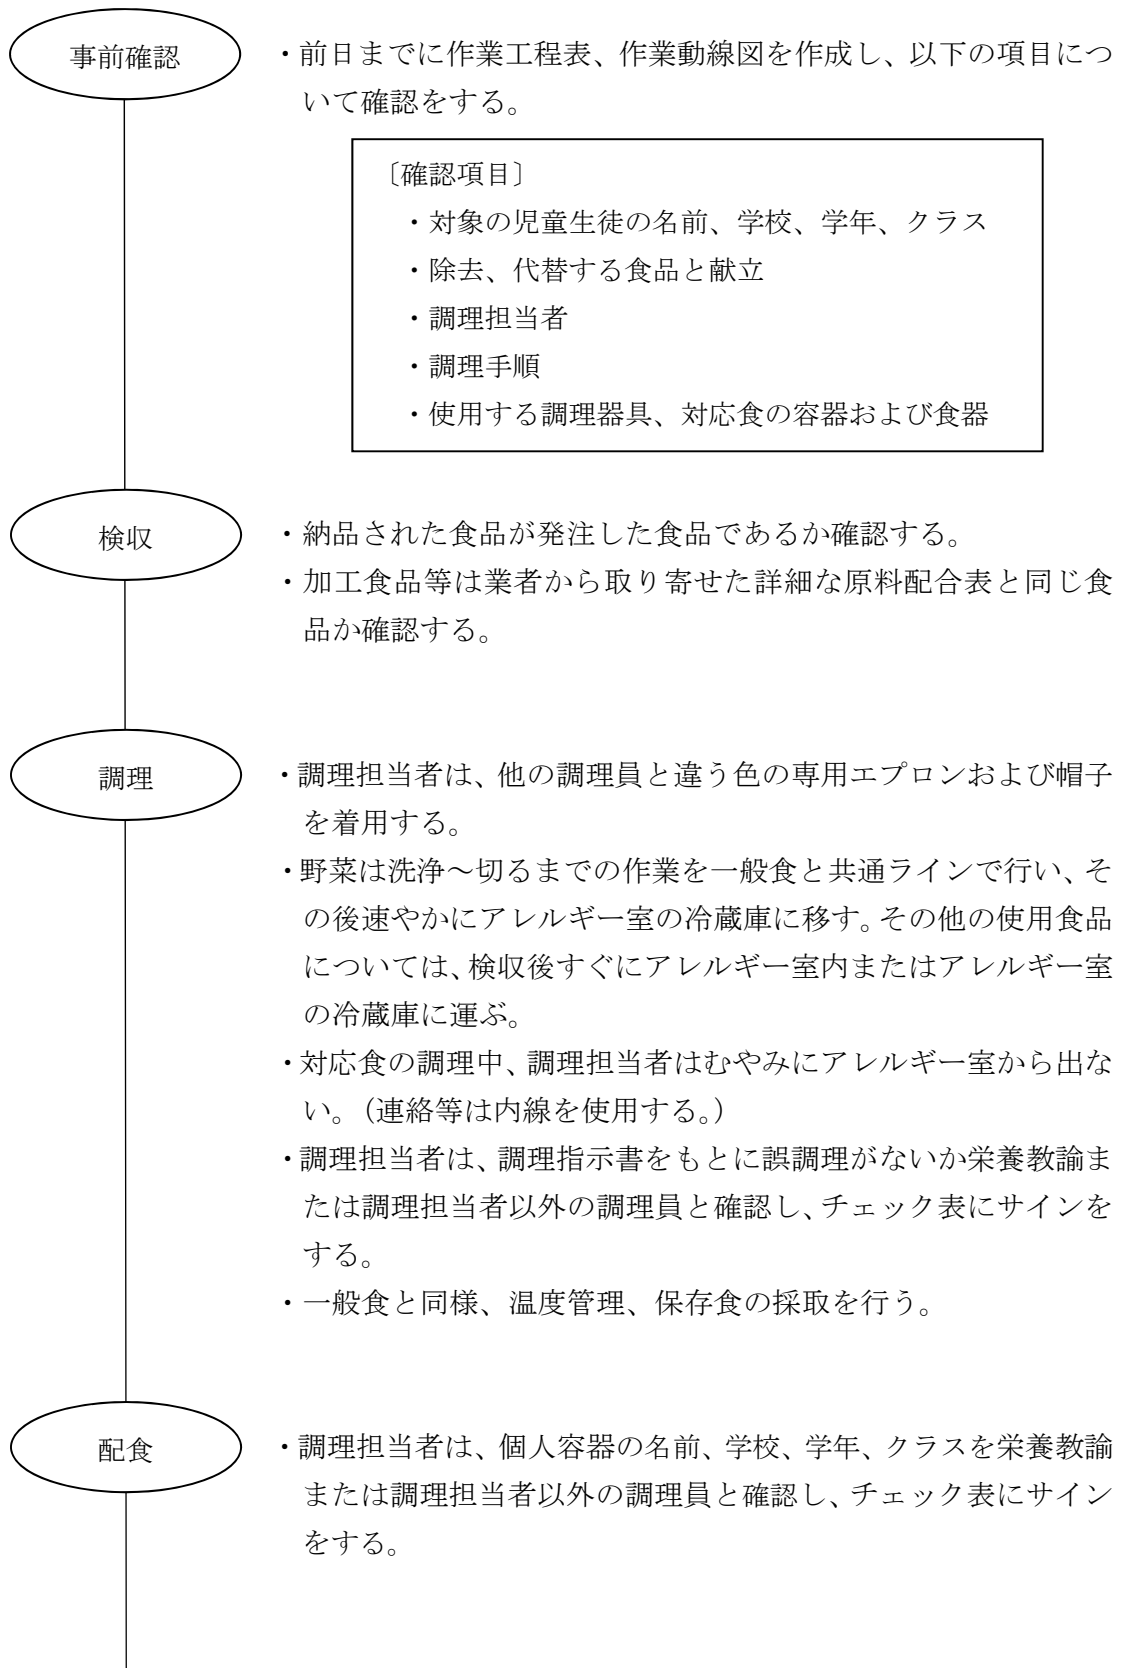 事前確認
・前日までに作業工程表、作業動線図を作成し、以下の項目につ
いて確認をする。
〔確認項目〕
・対象の児童生徒の名前、学校、学年、クラス
・除去、代替する食品と献立
・調理担当者
・調理手順
・使用する調理器具、対応食の容器および食器
検収
・納品された食品が発注した食品であるか確認する。
・加工食品等は業者から取り寄せた詳細な原料配合表と同じ食
品か確認する。
調理
・調理担当者は、他の調理員と違う色の専用エプロンおよび帽子
を着用する。
・野菜は洗浄～切るまでの作業を一般食と共通ラインで行い、そ
の後速やかにアレルギー室の冷蔵庫に移す。その他の使用食品
については、検収後すぐにアレルギー室内またはアレルギー室
の冷蔵庫に運ぶ。
・対応食の調理中、調理担当者はむやみにアレルギー室から出な
い。（連絡等は内線を使用する。）
・調理担当者は、調理指示書をもとに誤調理がないか栄養教諭ま
たは調理担当者以外の調理員と確認し、チェック表にサインを
する。
・一般食と同様、温度管理、保存食の採取を行う。
配食
・調理担当者は、個人容器の名前、学校、学年、クラスを栄養教諭
または調理担当者以外の調理員と確認し、チェック表にサイン
をする。